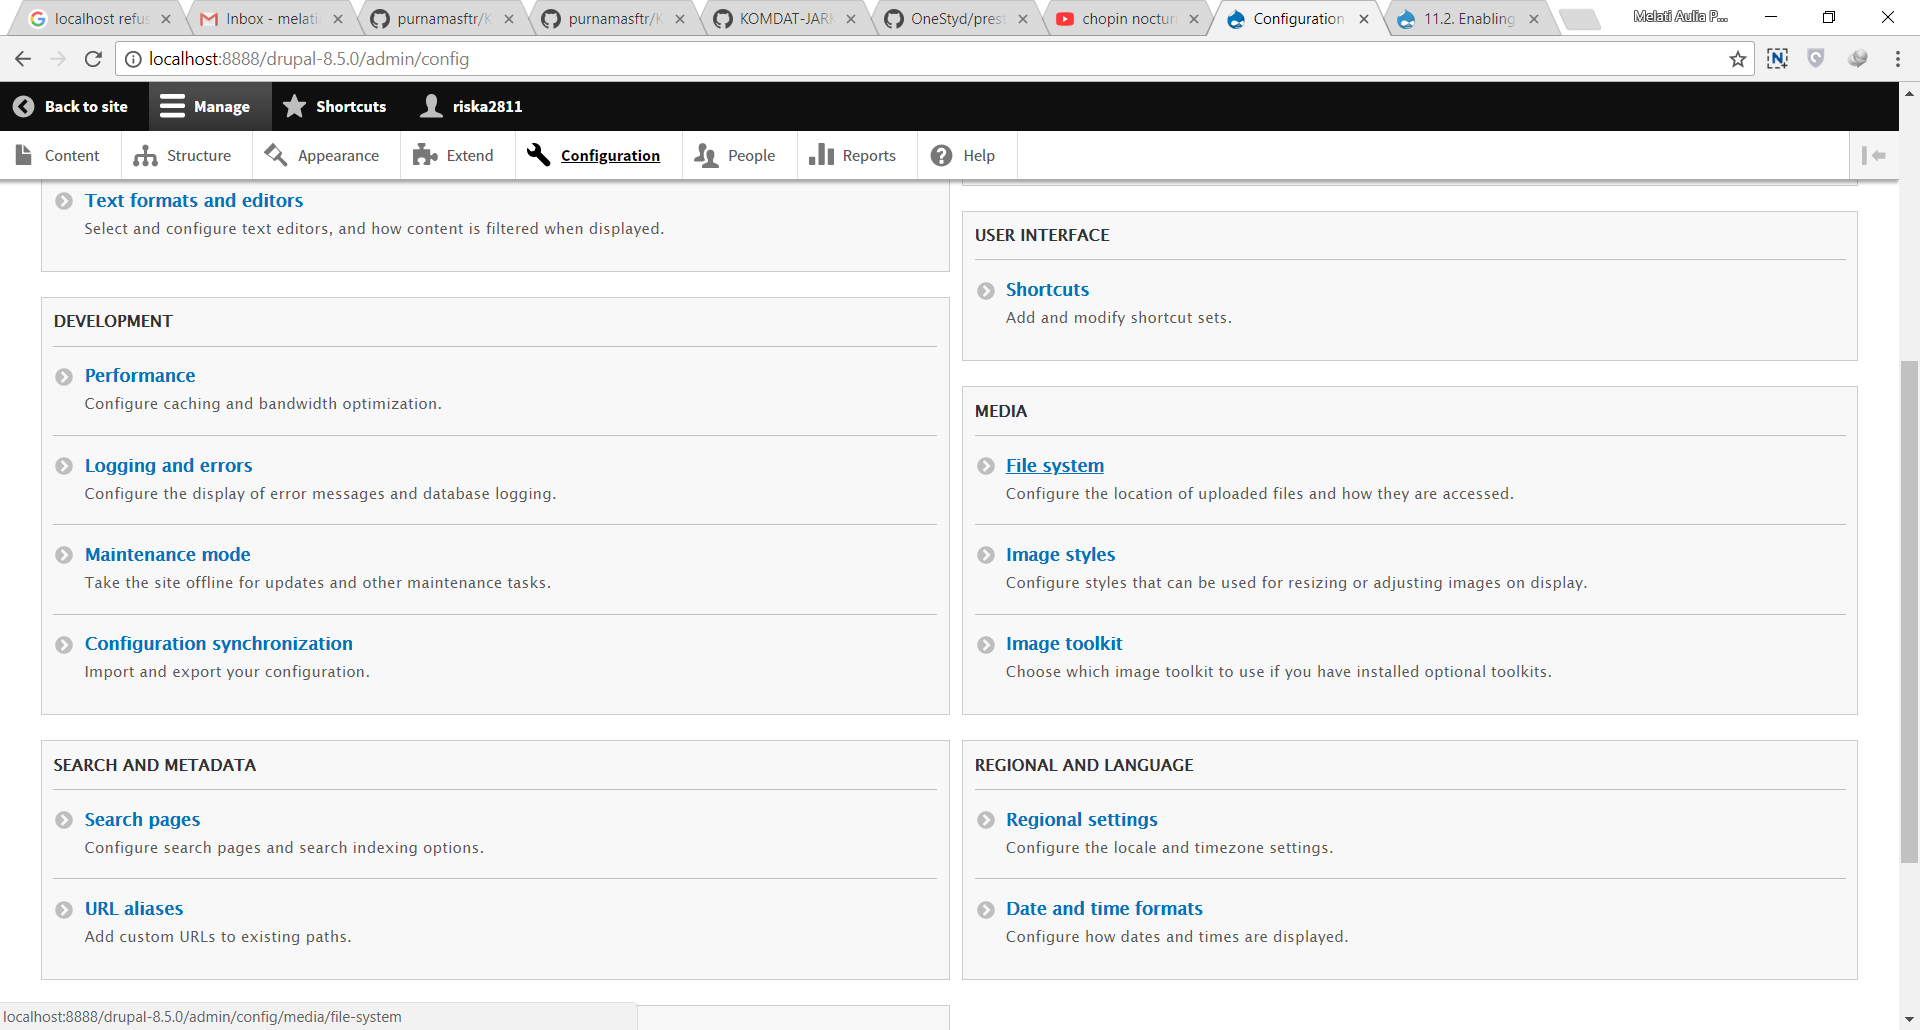 localhost refus
Inbox - melati
purnamasftr/K
purnamasftr/K
KOMDAT-JARK
OneStyd/prest
chopin noctur
Configuration
11.2. Enabling
Melati Aulia P...
localhost:8888/drupal-8.5.0/admin/config
Back to site
Manage
Shortcuts
riska2811
Content
Structure
Appearance
Extend
Configuration
People
Reports
Help
Text formats and editors
Select and configure text editors, and how content is filtered when displayed.
DEVELOPMENT
Performance
Configure caching and bandwidth optimization.
Logging and errors
Configure the display of error messages and database logging.
Maintenance mode
Take the site offline for updates and other maintenance tasks.
Configuration synchronization
Import and export your configuration.
SEARCH AND METADATA
Search pages
Configure search pages and search indexing options.
URL aliases
Add custom URLs to existing paths.
USER INTERFACE
Shortcuts
Add and modify shortcut sets.
MEDIA
File system
Configure the location of uploaded files and how they are accessed.
Image styles
Configure styles that can be used for resizing or adjusting images on display.
Image toolkit
Choose which image toolkit to use if you have installed optional toolkits.
REGIONAL AND LANGUAGE
Regional settings
Configure the locale and timezone settings.
Date and time formats
Configure how dates and times are displayed.
localhost:8888/drupal-8.5.0/admin/config/media/file-system